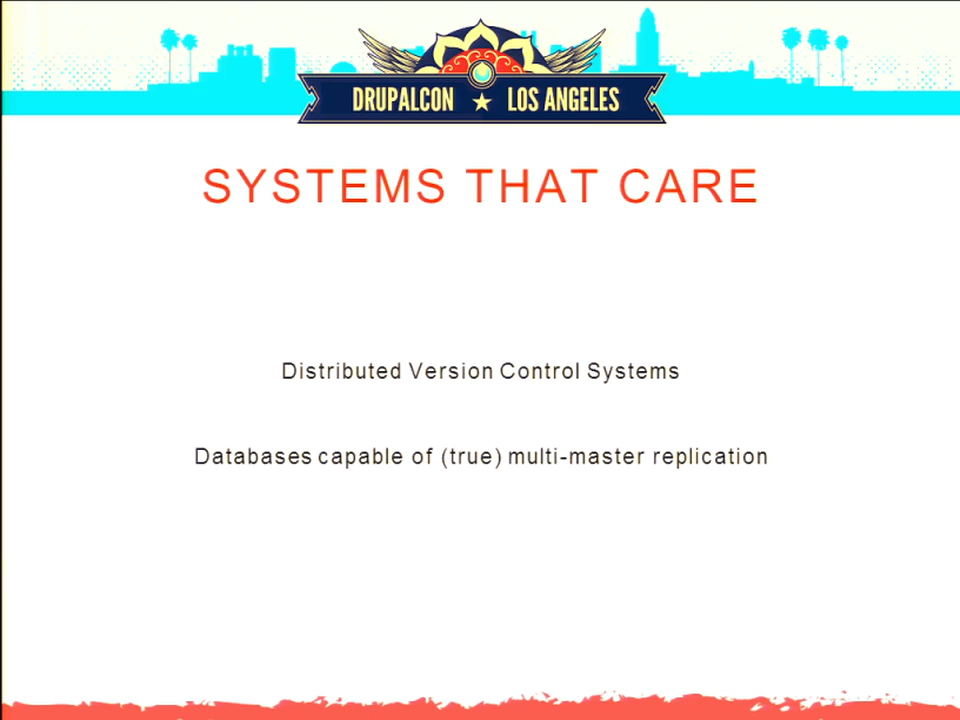 DRUPALCON ★ LOS ANGELES
SYSTEMS THAT CARE
Distributed Version Control Systems
Databases capable of (true) multi-master replication